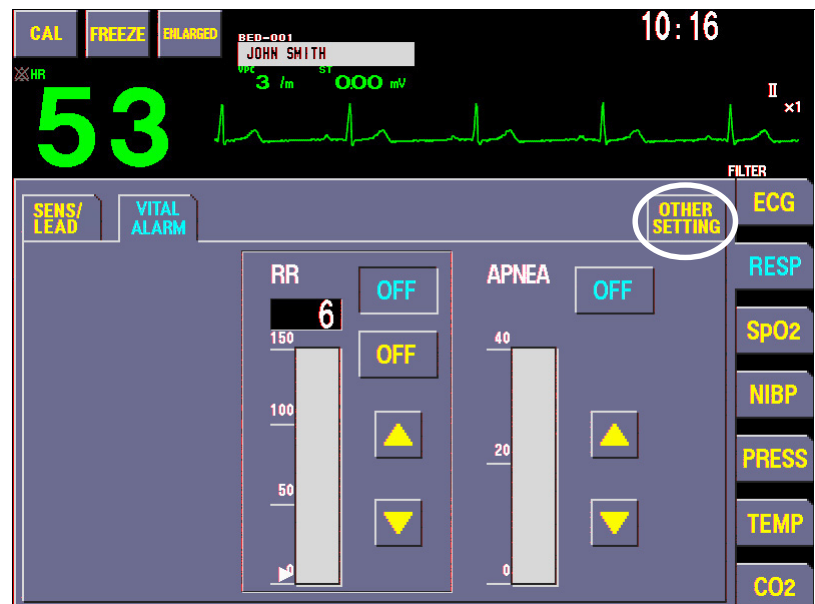 CAL
FREEZE
ENLARGED
BED-001
JOHN SMITH
10:16
HR
53
VPC
3 /m
ST
0.00 mV
II
×1
FILTER
SENS/
LEAD
VITAL
ALARM
OTHER
SETTING
ECG
RESP
SpO2
NIBP
PRESS
TEMP
CO2
RR
6
OFF
OFF
150
100
50
0
APNEA
OFF
40
20
0